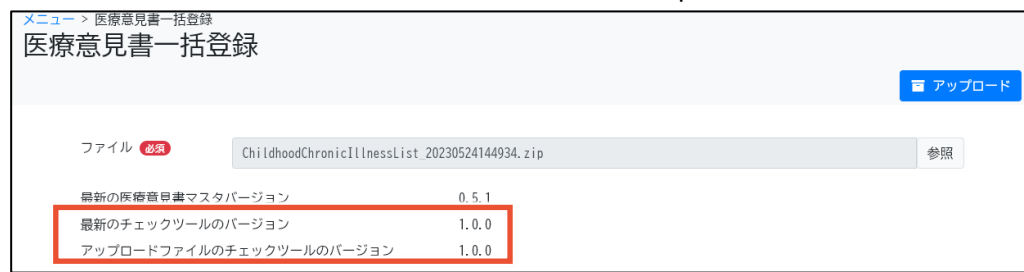 メニュー > 医療意見書一括登録
医療意見書一括登録
アップロード
ファイル 必須 ChildhoodChronicIllnessList_20230524144934.zip 参照
最新の医療意見書マスタバージョン 0.5.1
最新のチェックツールのバージョン 1.0.0
アップロードファイルのチェックツールのバージョン 1.0.0